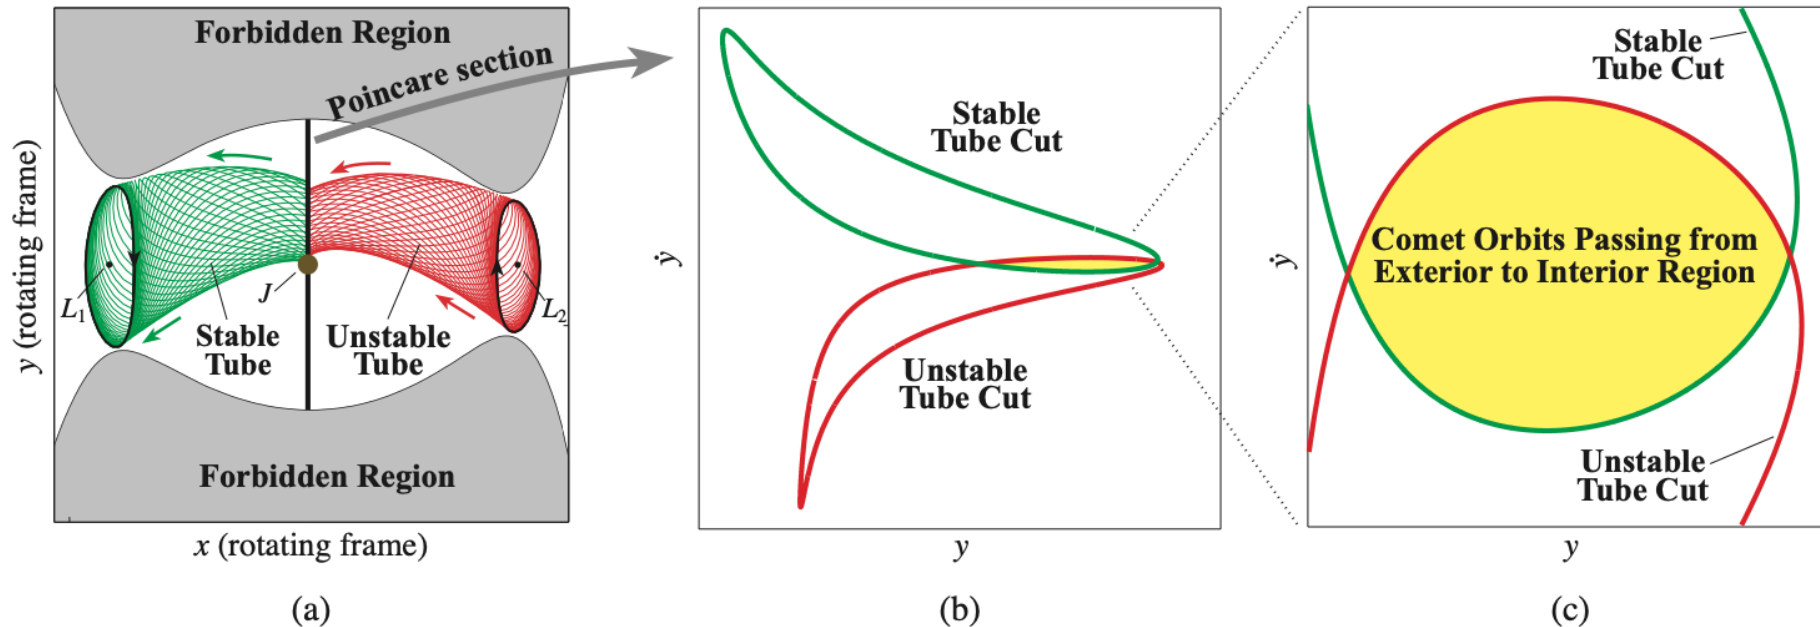 Forbidden Region
Poincare section
y (rotating frame)
L1
J
L2
Stable
Tube
Unstable
Tube
Forbidden Region
x (rotating frame)
(a)
Stable
Tube Cut
ẏ
Unstable
Tube Cut
y
(b)
Stable
Tube Cut
Comet Orbits Passing from
Exterior to Interior Region
ẏ
Unstable
Tube Cut
y
(c)